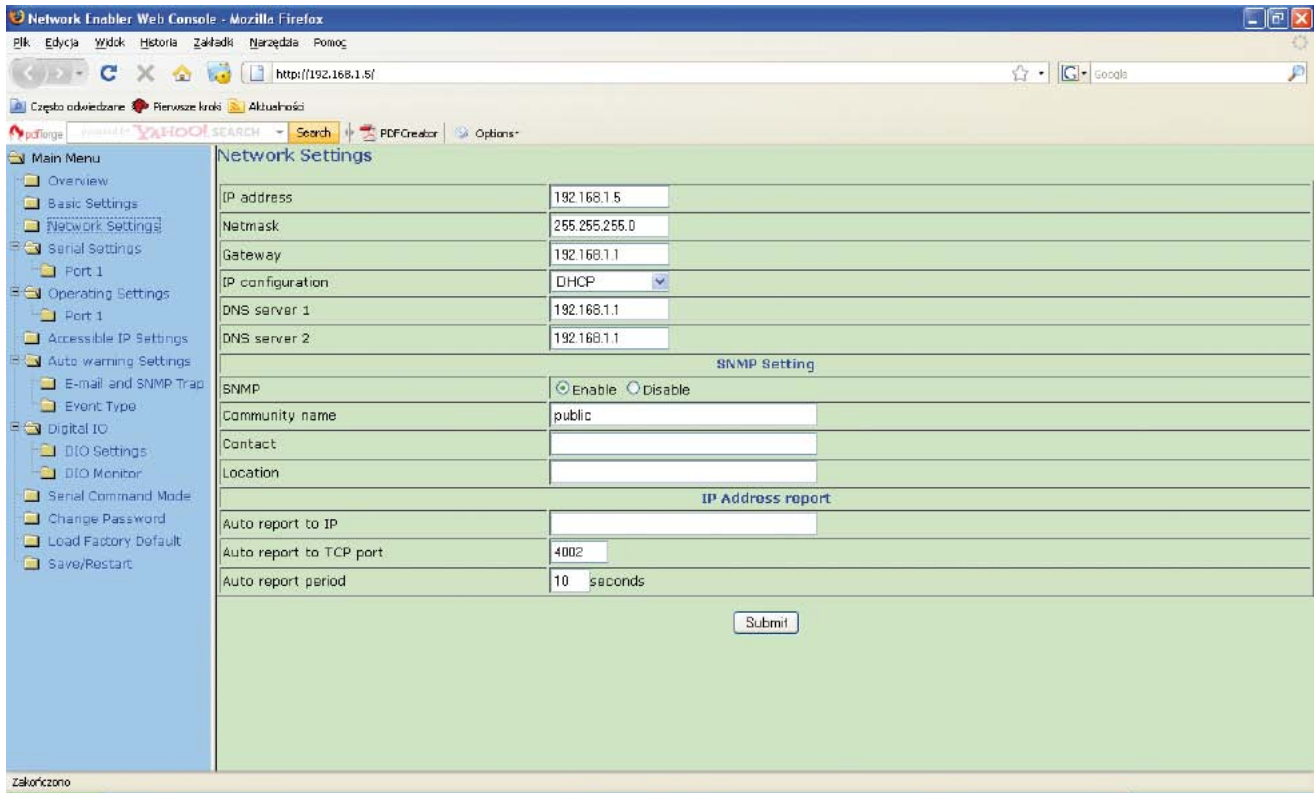 Network Enabler Web Console - Mozilla Firefox
Plik Edycja Widok Historia Zakładki Narzędzia Pomoc
http://192.168.1.5/
Google
Często odwiedzane Pierwsze kroki Aktualności
pdfforge YAHOO! SEARCH Search PDFCreator Options
Main Menu
Overview
Basic Settings
Network Settings
Serial Settings
Port 1
Operating Settings
Port 1
Accessible IP Settings
Auto warning Settings
E-mail and SNMP Trap
Event Type
Digital IO
DIO Settings
DIO Monitor
Serial Command Mode
Change Password
Load Factory Default
Save/Restart
Network Settings
IP address 192.168.1.5
Netmask 255.255.255.0
Gateway 192.168.1.1
IP configuration DHCP
DNS server 1 192.168.1.1
DNS server 2 192.168.1.1
SNMP Setting
SNMP Enable Disable
Community name public
Contact
Location
IP Address report
Auto report to IP
Auto report to TCP port 4002
Auto report period 10 seconds
Submit
Zakończono